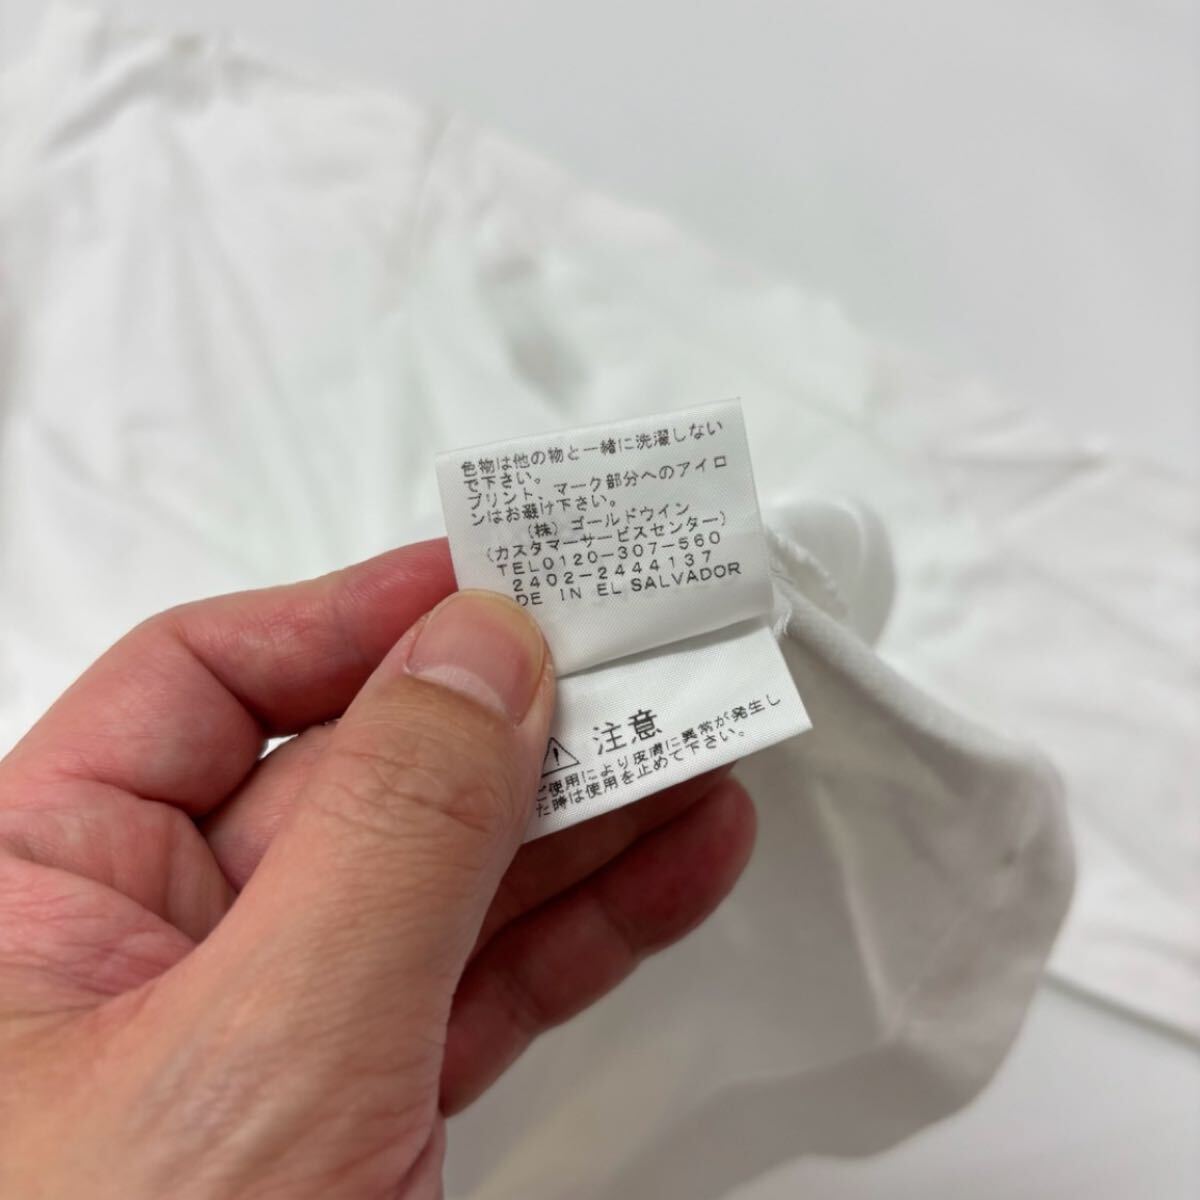 色物は他の物と一緒に洗濯しない
で下さい。
プリント、マーク部分へのアイロ
ンはお避け下さい。
(株)ゴールドウイン
(カスタマーサービスセンター)
TEL0120-307-560
2402-2444137
DE IN EL SALVADOR
注意
ご使用により皮膚に異常が発生し
た時は使用を止めて下さい。